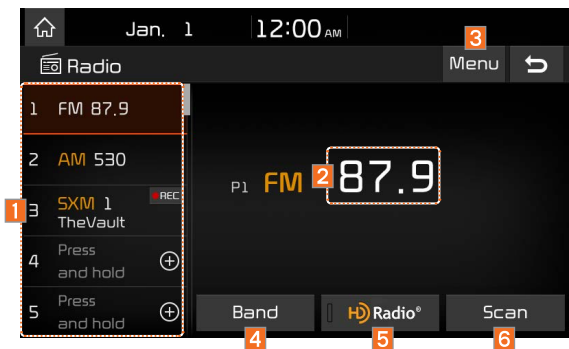 Jan. 1 12:00 AM
3
Radio Menu
1 FM 87.9
2 AM 530
3 SXM 1 REC
TheVault
1
4 Press
and hold
5 Press
and hold
P1 FM 2 87.9
Band HD Radio® Scan
4 5 6